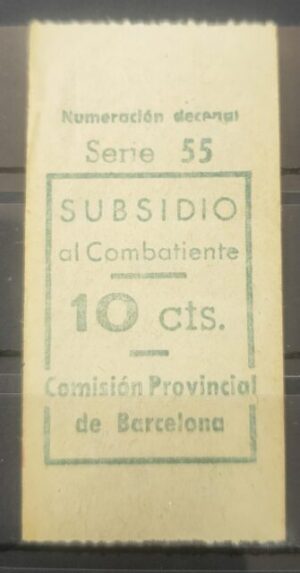 Numeración decenal
Serie 55
SUBSIDIO
al Combatiente
10 cts.
Comisión Provincial
de Barcelona